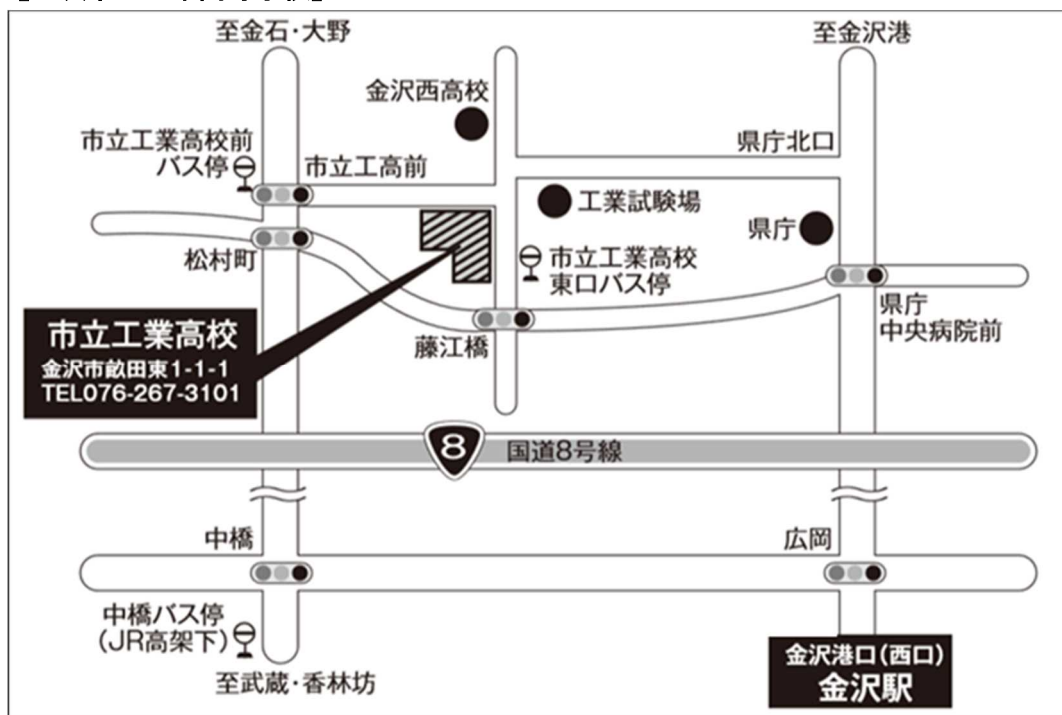 至金石・大野
至金沢港
金沢西高校
市立工業高校前
バス停
市立工高前
県庁北口
工業試験場
県庁
松村町
市立工業高校
東口バス停
県庁
中央病院前
藤江橋
市立工業高校
金沢市畝田東1-1-1
TEL076-267-3101
8
国道8号線
中橋
広岡
中橋バス停
(JR高架下)
至武蔵・香林坊
金沢港口(西口)
金沢駅